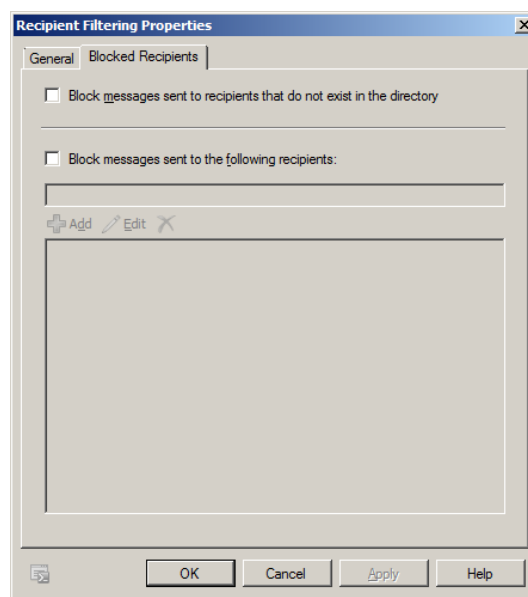 Recipient Filtering Properties
General Blocked Recipients
Block messages sent to recipients that do not exist in the directory
Block messages sent to the following recipients:
Add Edit
OK Cancel Apply Help